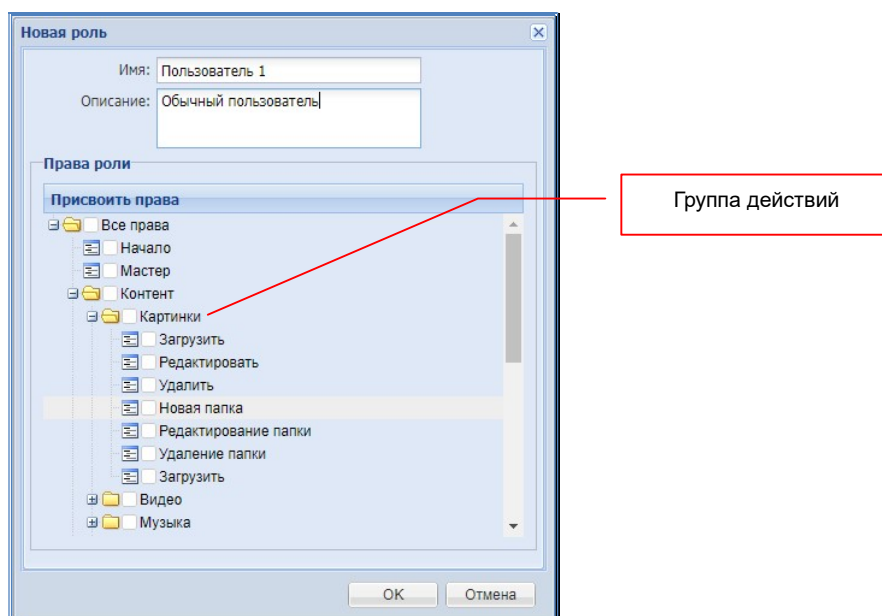 Новая роль
Имя: Пользователь 1
Описание: Обычный пользователь
Права роли
Присвоить права
Группа действий
Все права
Начало
Мастер
Контент
Картинки
Загрузить
Редактировать
Удалить
Новая папка
Редактирование папки
Удаление папки
Загрузить
Видео
Музыка
OK Отмена